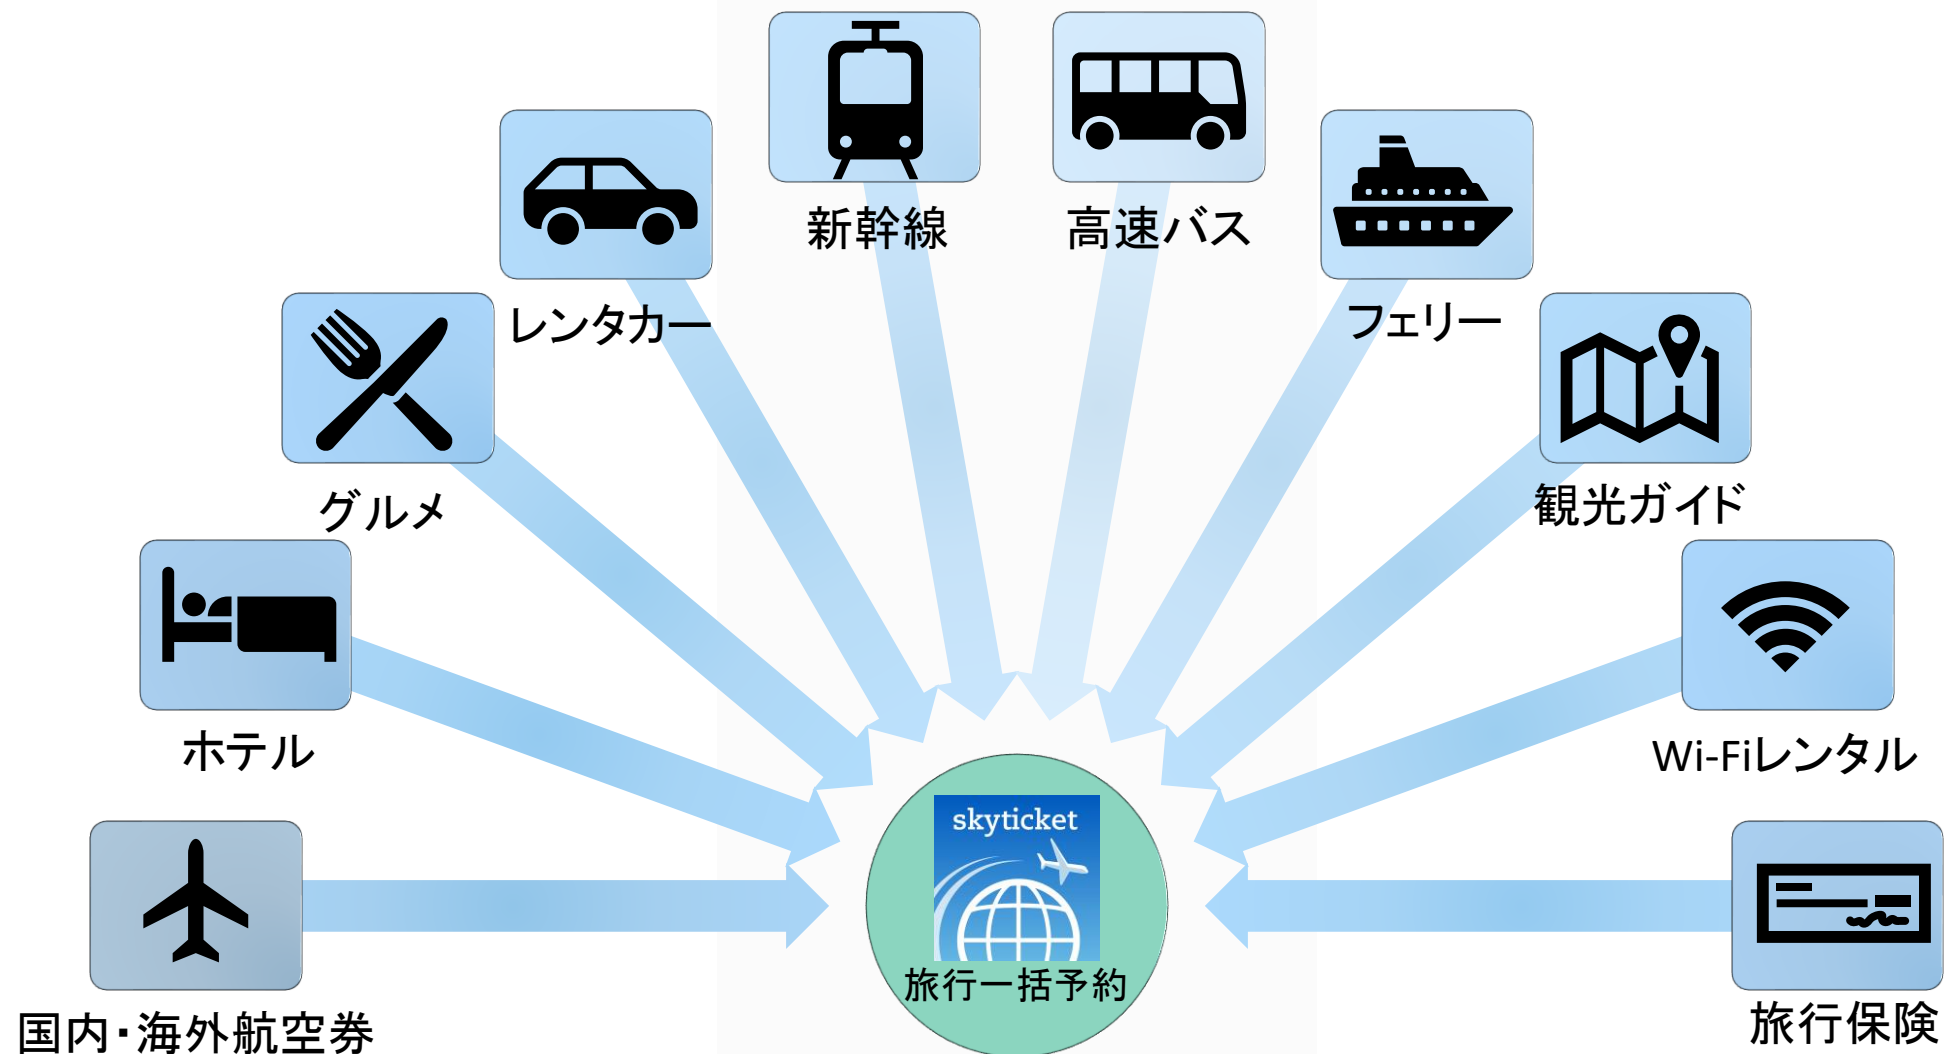 新幹線
高速バス
レンタカー
フェリー
グルメ
観光ガイド
ホテル
Wi-Fiレンタル
skyticket
旅行一括予約
国内・海外航空券
旅行保険